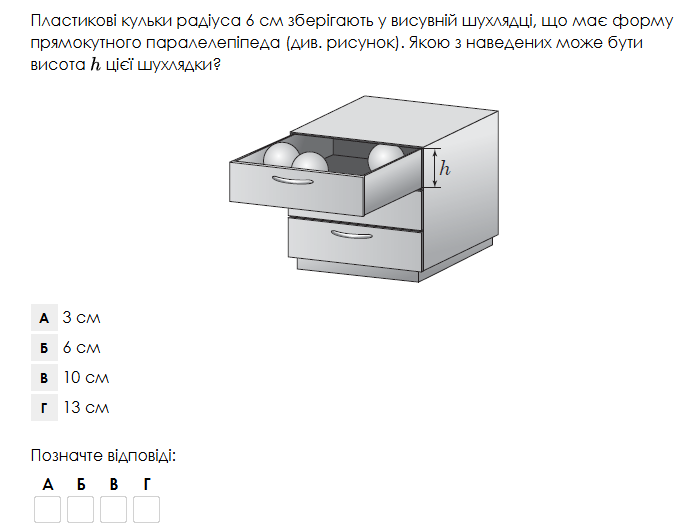 Пластикові кульки радіуса 6 см зберігають у висувній шухлядці, що має форму
прямокутного паралелепіпеда (див. рисунок). Якою з наведених може бути
висота h цієї шухлядки?
h
А 3 см
Б 6 см
В 10 см
Г 13 см
Позначте відповіді:
А Б В Г